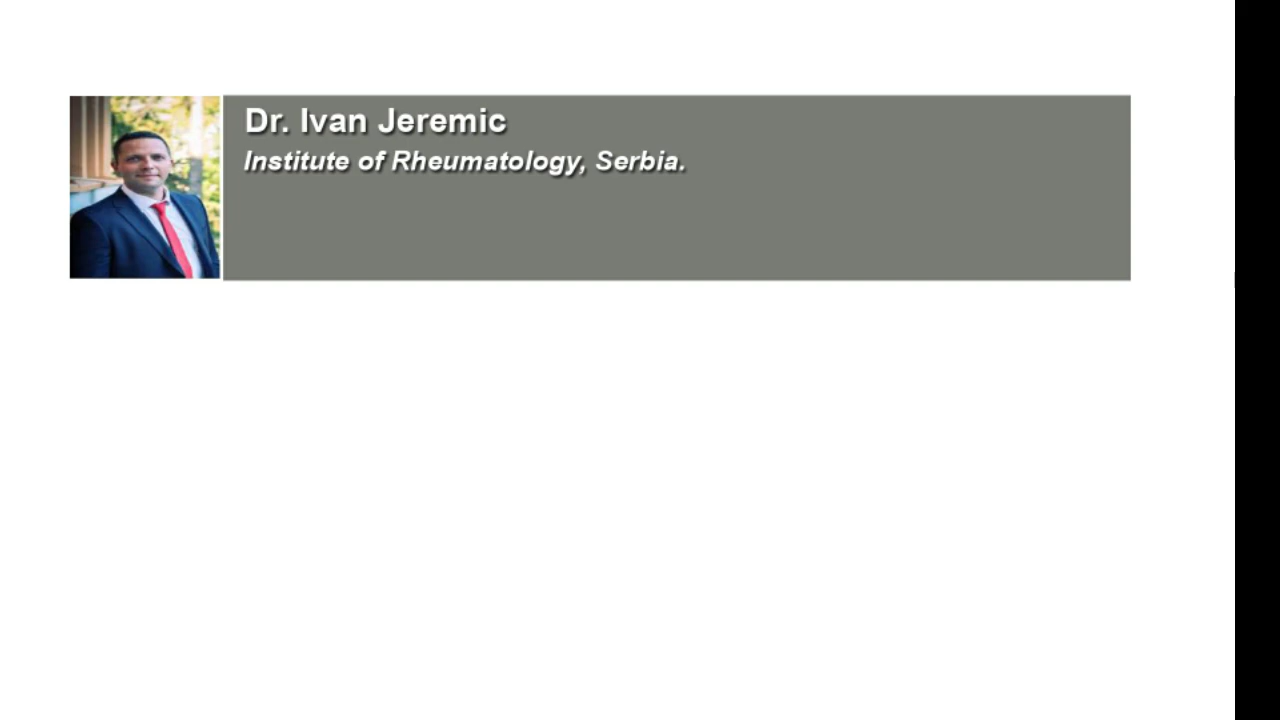 Dr. Ivan Jeremic
Institute of Rheumatology, Serbia.